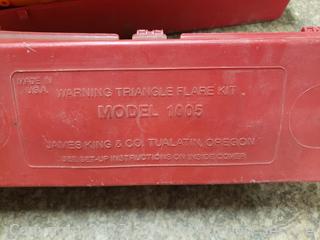 MADE IN
U.S.A.
WARNING TRIANGLE FLARE KIT
MODEL 1005
JAMES KING & CO. TUALATIN, OREGON
SEE SET-UP INSTRUCTIONS ON INSIDE COVER